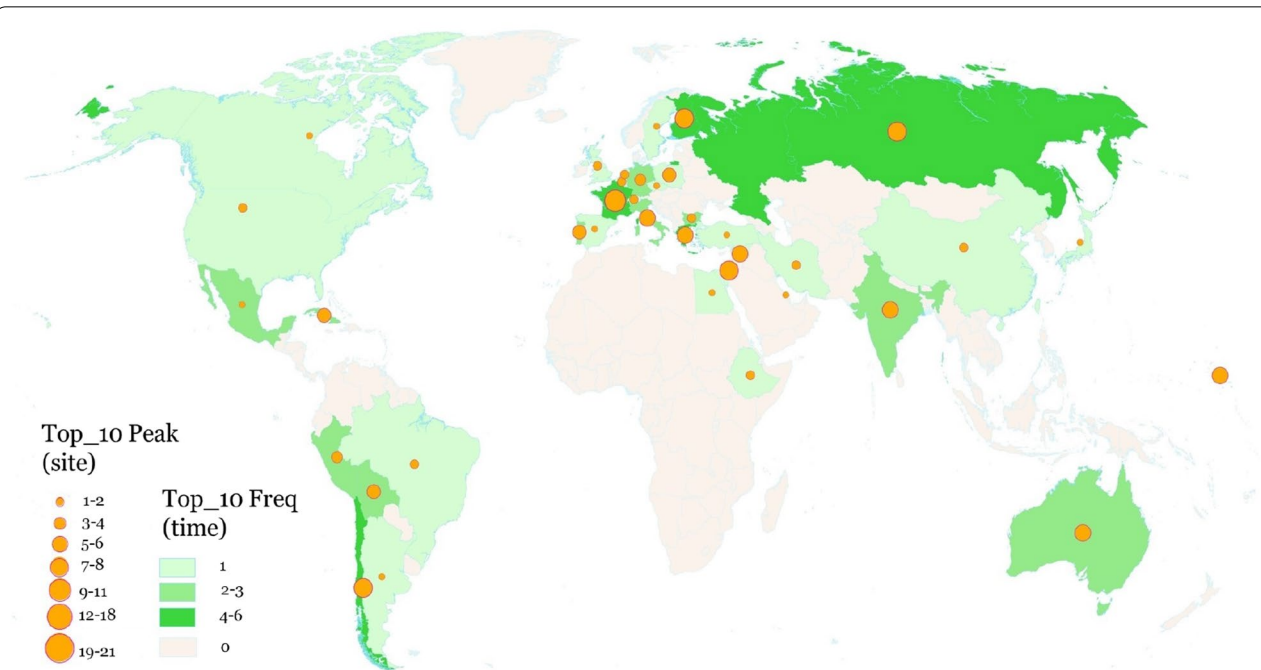 Top_10 Peak
(site)
1-2
3-4
5-6
7-8
9-11
12-18
19-21
Top_10 Freq
(time)
1
2-3
4-6
0